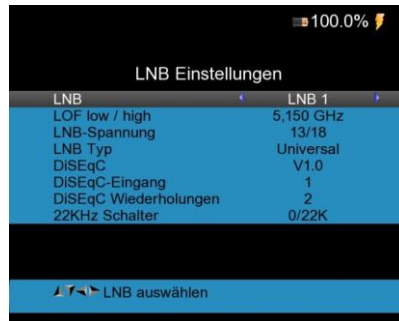 100.0%
LNB Einstellungen
LNB LNB 1
LOF low / high 5,150 GHz
LNB-Spannung 13/18
LNB Typ Universal
DiSEqC V1.0
DiSEqC-Eingang 1
DiSEqC Wiederholungen 2
22KHz Schalter 0/22K
LNB auswählen